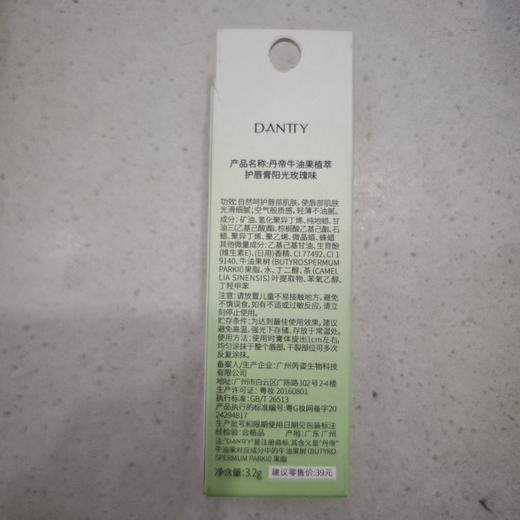 DANTTY
产品名称:丹帝牛油果植萃
护唇膏阳光玫瑰味
功效:自然呵护唇部肌肤,使唇部肌肤
光滑细腻;空气般质感,轻薄不油腻。
成分:矿油、氢化聚异丁烯、纯地蜡、甘
油三(乙基己酸)酯、棕榈酸乙基己酯、石
蜡、聚异丁烯、聚乙烯、微晶蜡、蜂蜡
其他微量成分:乙基己基甘油、生育酚
(维生素E)、(日用)香精、CI 77492、CI 1
9140、牛油果树(BUTYROSPERMUM
PARKII)果脂、水、丁二醇、茶(CAMEL
LIA SINENSIS)叶提取物、苯氧乙醇、
丁羟甲苯
注意:请放置儿童不易接触地方,避免
不慎误食,如有不适或过敏反应,请立
刻停止使用。
贮存条件:为达到最佳使用效果,建议
避免高温、强光下存储,存放于常温处。
使用方法:使用时膏体旋出1cm左右,
均匀涂抹于整个唇部,干裂部位可多次
反复涂抹。
备案人/生产企业:广州芮姿生物科技
有限公司
地址:广州市白云区广陈路102号2-4楼
生产许可证:粤妆 20160801
执行标准:GB/T 26513
产品执行的标准编号:粤G妆网备字20
24294817
生产批号和限期使用日期见包装标注
经检验:合格品 产地:广东 广州
注:"DANTTY"是注册商标,其含义是"丹帝"
牛油果对应成分中的牛油果树(BUTYRO
SPERMUM PARKII)果脂
净含量:3.2g 建议零售价:39元